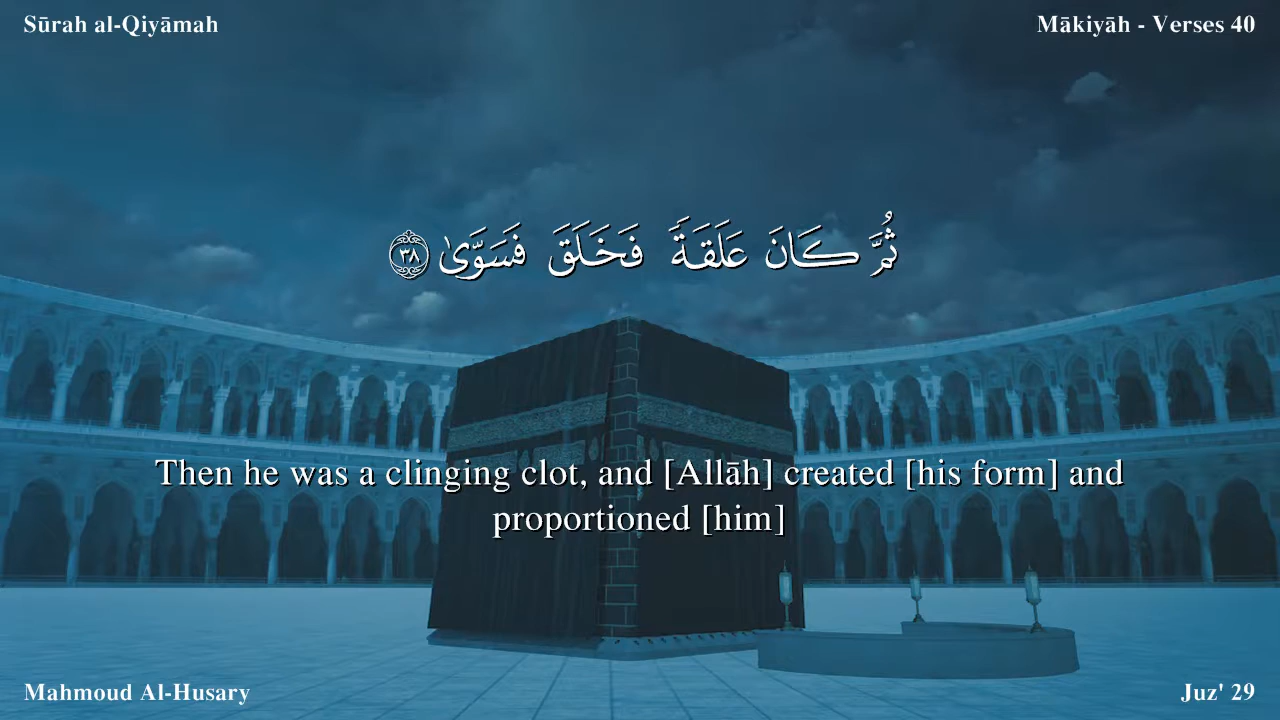 Sūrah al-Qiyāmah
Mākiyāh - Verses 40
ثُمَّ كَانَ عَلَقَةً فَخَلَقَ فَسَوَّىٰ ٣٨
Then he was a clinging clot, and [Allāh] created [his form] and
proportioned [him]
Mahmoud Al-Husary
Juz' 29